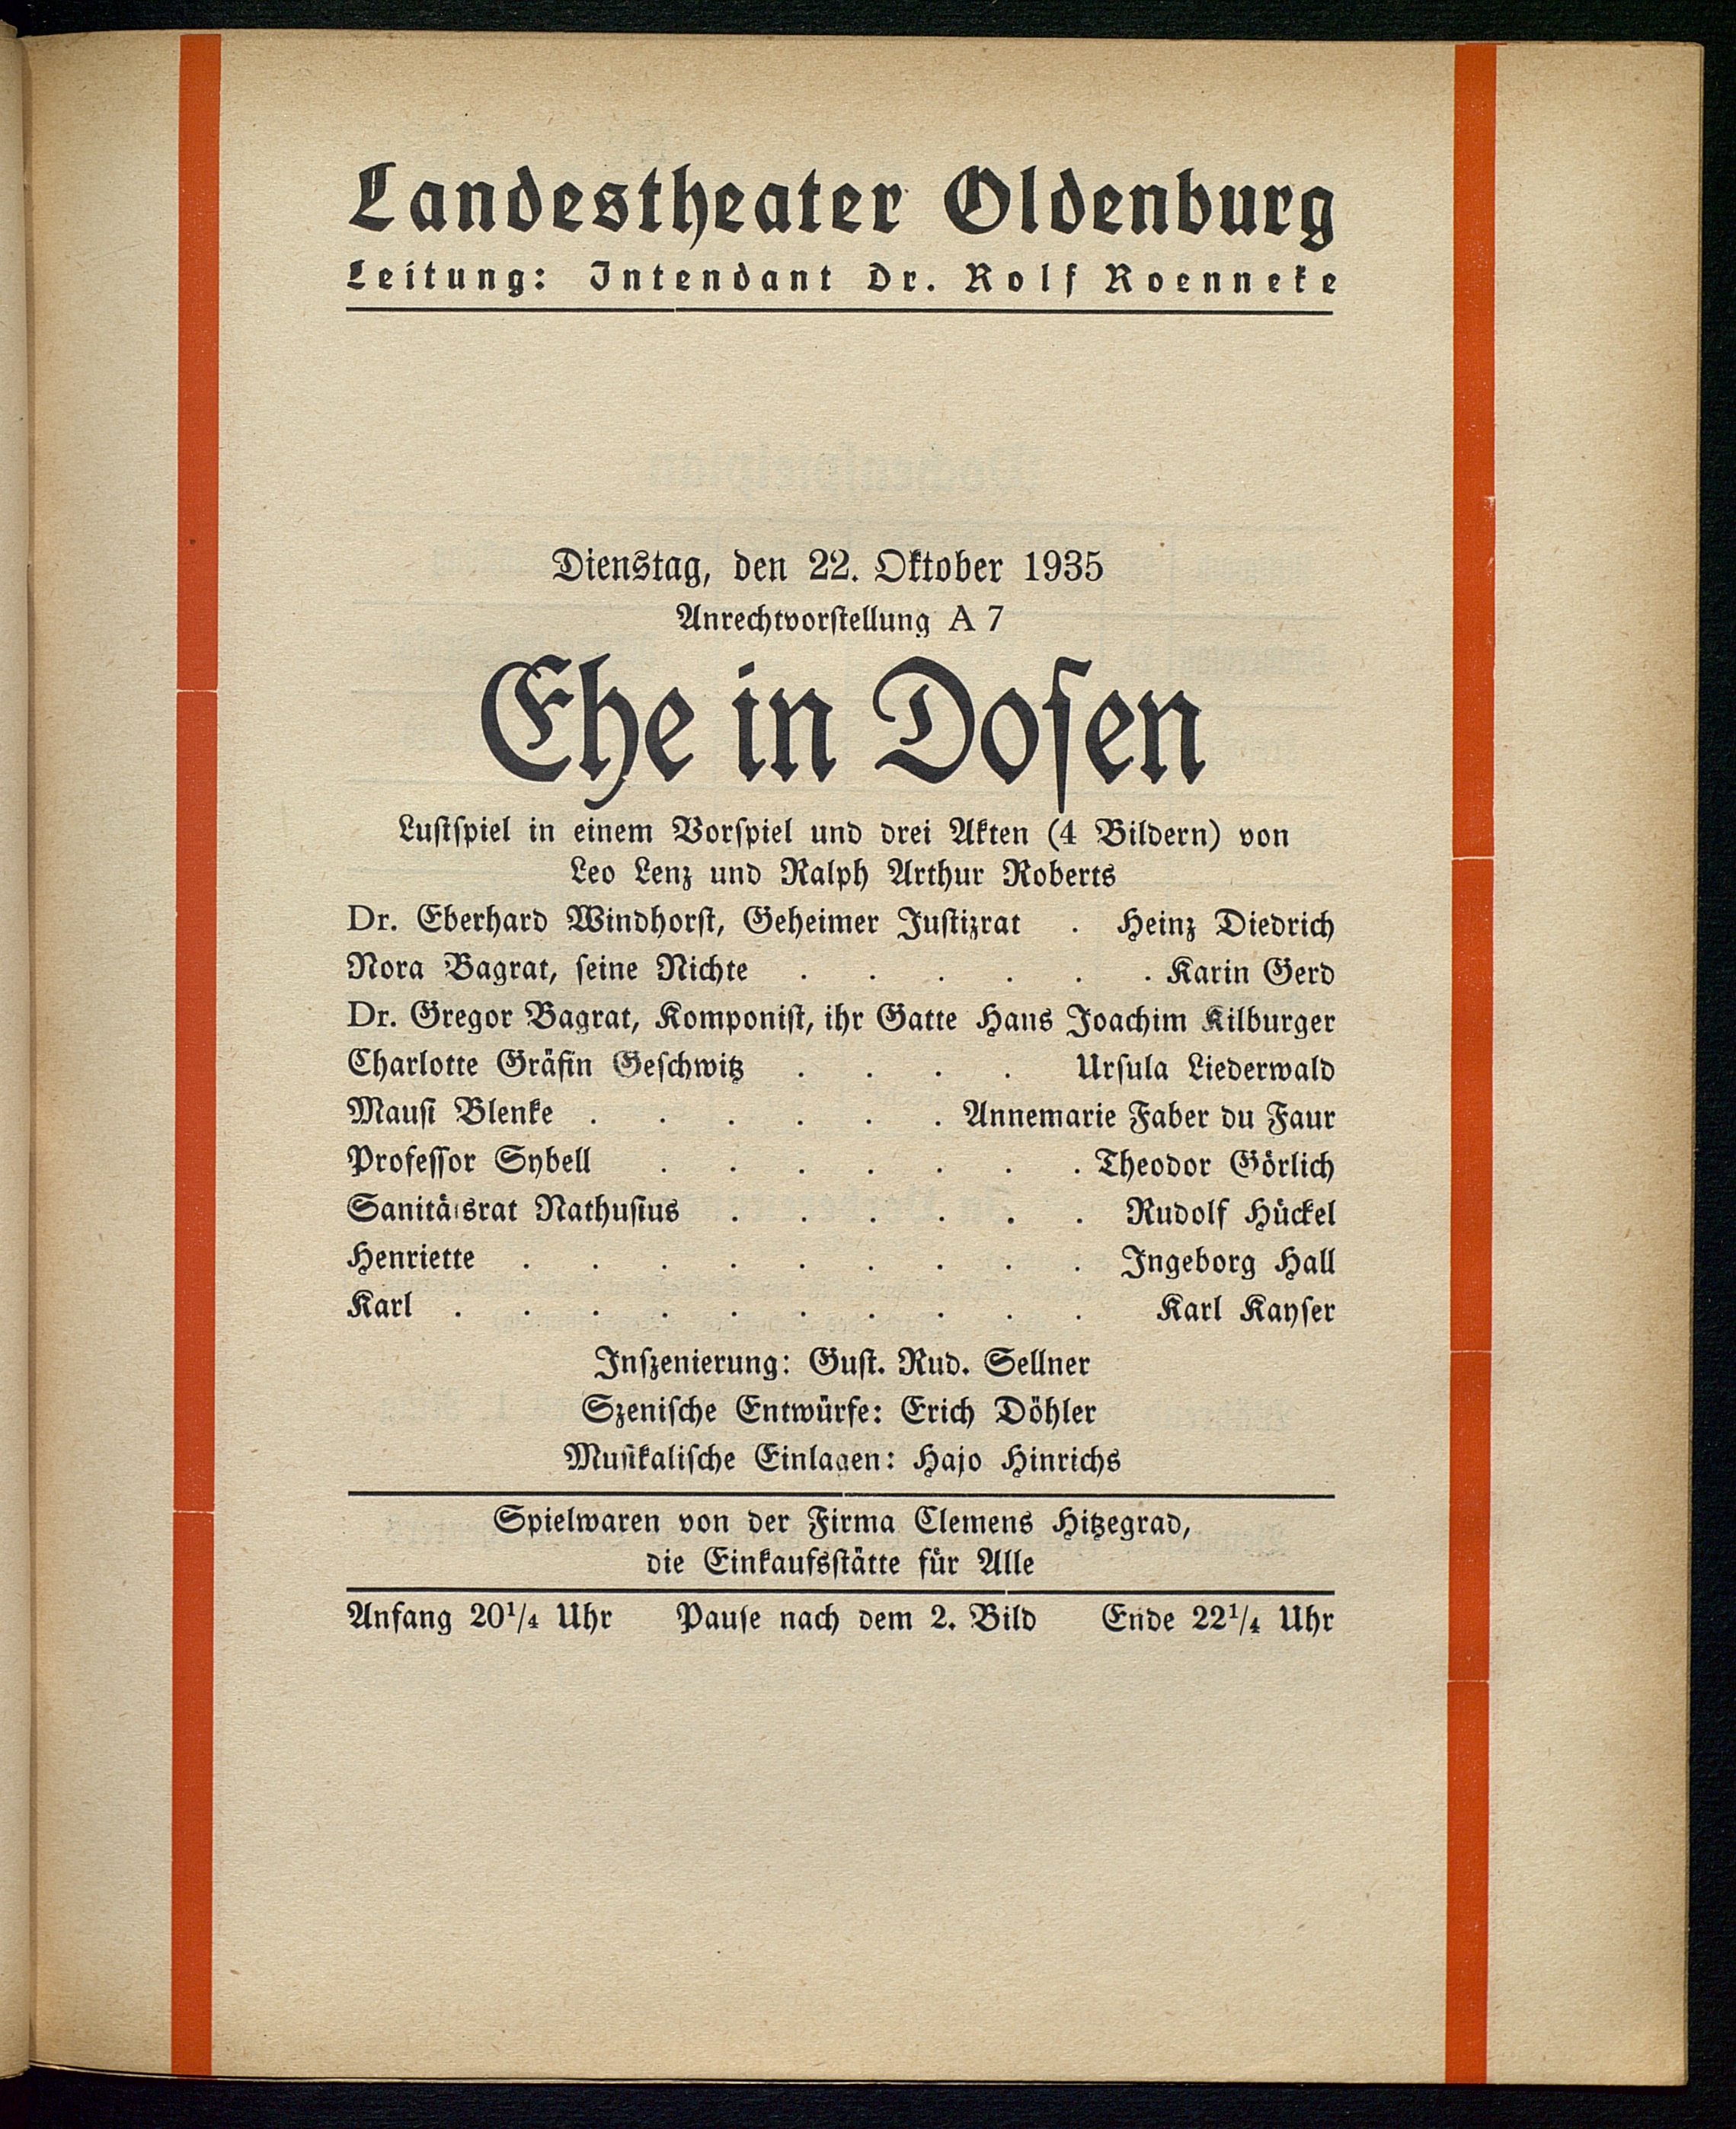 Landestheater Oldenburg
Leitung: Intendant Dr. Rolf Roenneke
Dienstag, den 22. Oktober 1935
Anrechtvorstellung A 7
Ehe in Dosen
Lustspiel in einem Vorspiel und drei Akten (4 Bildern) von
Leo Lenz und Ralph Arthur Roberts
Dr. Eberhard Windhorst, Geheimer Justizrat . Heinz Diedrich
Nora Bagrat, seine Nichte . . . . . . Karin Gerd
Dr. Gregor Bagrat, Komponist, ihr Gatte Hans Joachim Kilburger
Charlotte Gräfin Geschwitz . . . . Ursula Liederwald
Mausi Blenke . . . . . . Annemarie Faber du Faur
Professor Sybell . . . . . . . Theodor Görlich
Sanitätsrat Nathusius . . . . . . Rudolf Hückel
Henriette . . . . . . . . . Ingeborg Hall
Karl . . . . . . . . . . Karl Kayser
Inszenierung: Gust. Rud. Sellner
Szenische Entwürfe: Erich Döhler
Musikalische Einlagen: Hajo Hinrichs
Spielwaren von der Firma Clemens Hitzegrad,
die Einkaufsstätte für Alle
Anfang 20¹/₄ Uhr Pause nach dem 2. Bild Ende 22¹/₄ Uhr